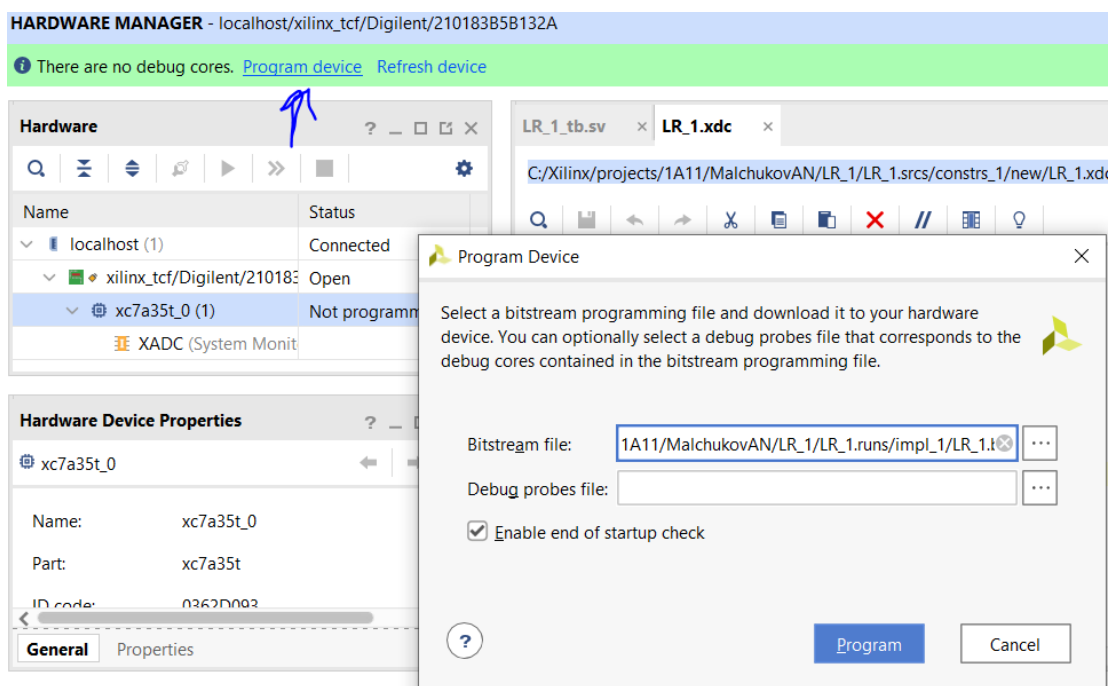 HARDWARE MANAGER - localhost/xilinx_tcf/Digilent/210183B5B132A
There are no debug cores. Program device Refresh device
Hardware
Name Status
localhost (1) Connected
xilinx_tcf/Digilent/210183 Open
xc7a35t_0 (1) Not programm
XADC (System Monit
Hardware Device Properties
xc7a35t_0
Name: xc7a35t_0
Part: xc7a35t
ID code: 0362D093
General Properties
LR_1_tb.sv × LR_1.xdc ×
C:/Xilinx/projects/1A11/MalchukovAN/LR_1/LR_1.srcs/constrs_1/new/LR_1.xdc
Program Device
Select a bitstream programming file and download it to your hardware
device. You can optionally select a debug probes file that corresponds to the
debug cores contained in the bitstream programming file.
Bitstream file: 1A11/MalchukovAN/LR_1/LR_1.runs/impl_1/LR_1.b
Debug probes file:
Enable end of startup check
? Program Cancel